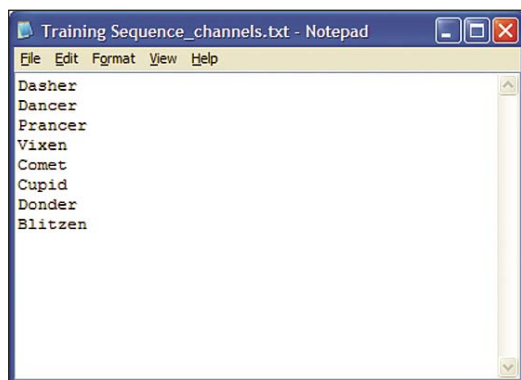 Training Sequence_channels.txt - Notepad
File Edit Format View Help
Dasher
Dancer
Prancer
Vixen
Comet
Cupid
Donder
Blitzen